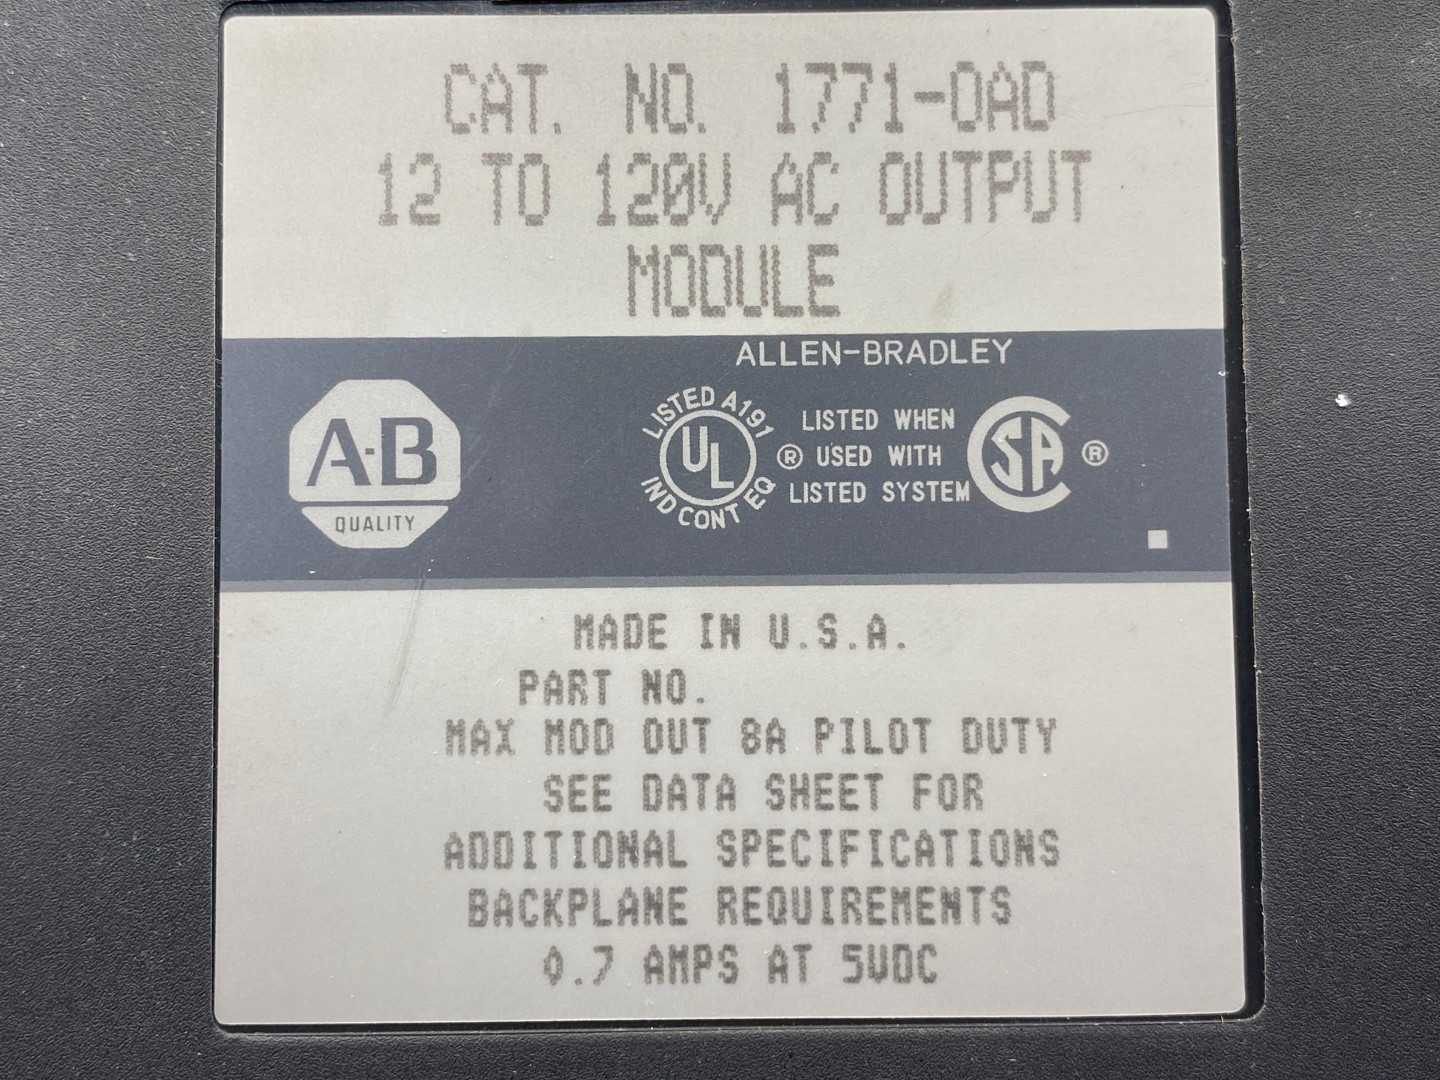 CAT. NO. 1771-OAD
12 TO 120V AC OUTPUT
MODULE
ALLEN-BRADLEY
A-B
QUALITY
LISTED A191
UL
IND CONT EQ
®
LISTED WHEN
USED WITH
LISTED SYSTEM
SA
®
MADE IN U.S.A.
PART NO.
MAX MOD OUT 8A PILOT DUTY
SEE DATA SHEET FOR
ADDITIONAL SPECIFICATIONS
BACKPLANE REQUIREMENTS
0.7 AMPS AT 5VDC